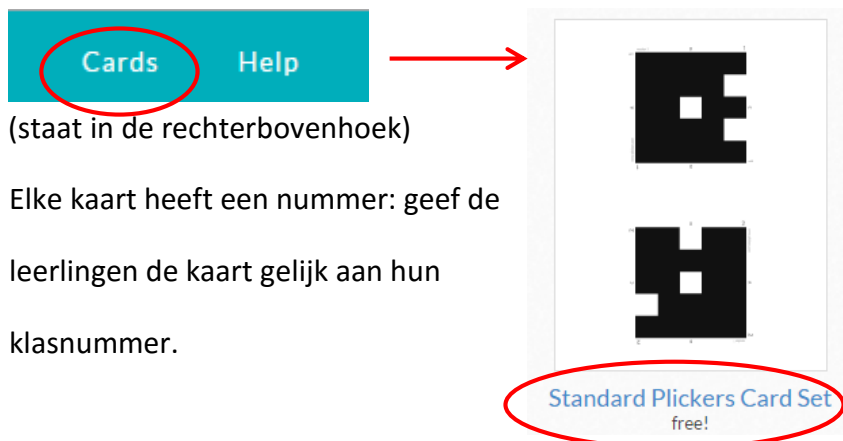 Cards Help
(staat in de rechterbovenhoek)
Elke kaart heeft een nummer: geef de
leerlingen de kaart gelijk aan hun
klasnummer.
Standard Plickers Card Set
free!